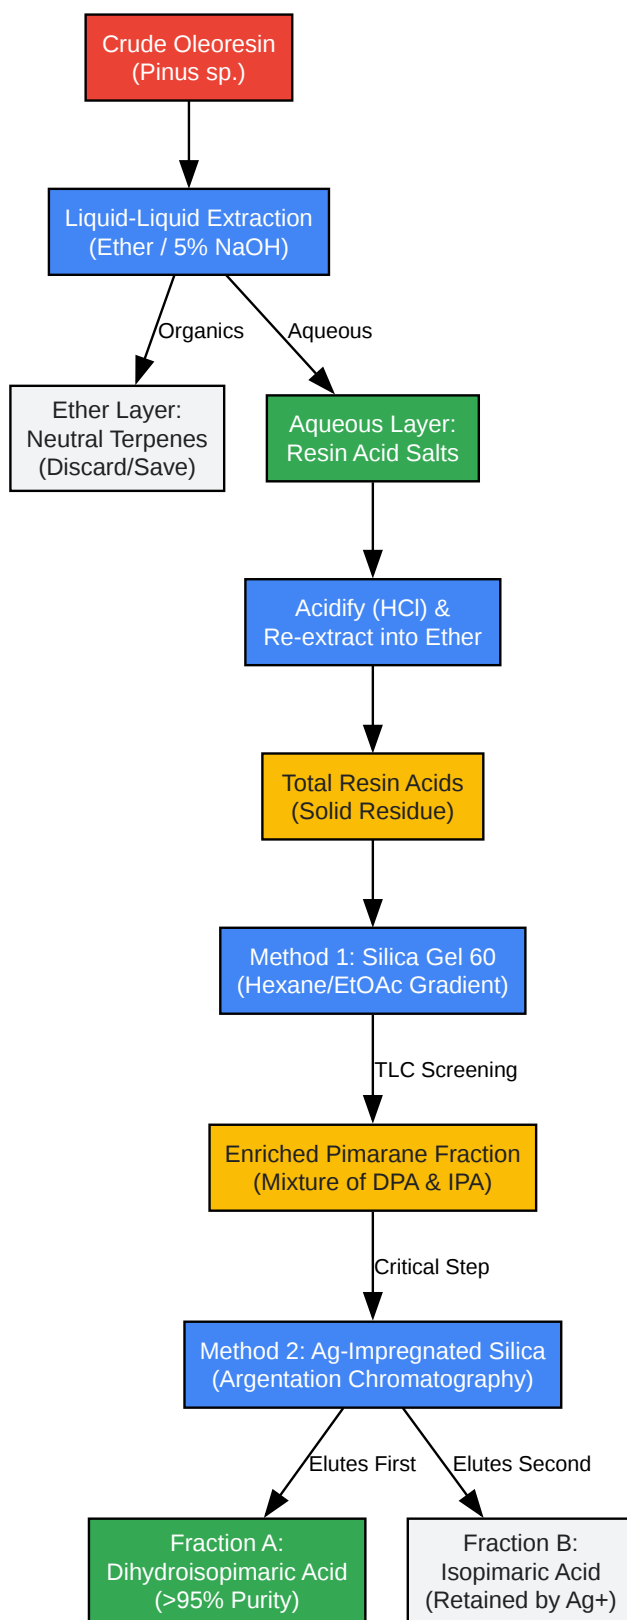 Crude Oleoresin
(Pinus sp.)
Liquid-Liquid Extraction
(Ether / 5% NaOH)
Organics
Aqueous
Ether Layer:
Neutral Terpenes
(Discard/Save)
Aqueous Layer:
Resin Acid Salts
Acidify (HCl) &
Re-extract into Ether
Total Resin Acids
(Solid Residue)
Method 1: Silica Gel 60
(Hexane/EtOAc Gradient)
TLC Screening
Enriched Pimarane Fraction
(Mixture of DPA & IPA)
Critical Step
Method 2: Ag-Impregnated Silica
(Argentation Chromatography)
Elutes First
Elutes Second
Fraction A:
Dihydroisopimaric Acid
(>95% Purity)
Fraction B:
Isopimaric Acid
(Retained by Ag+)